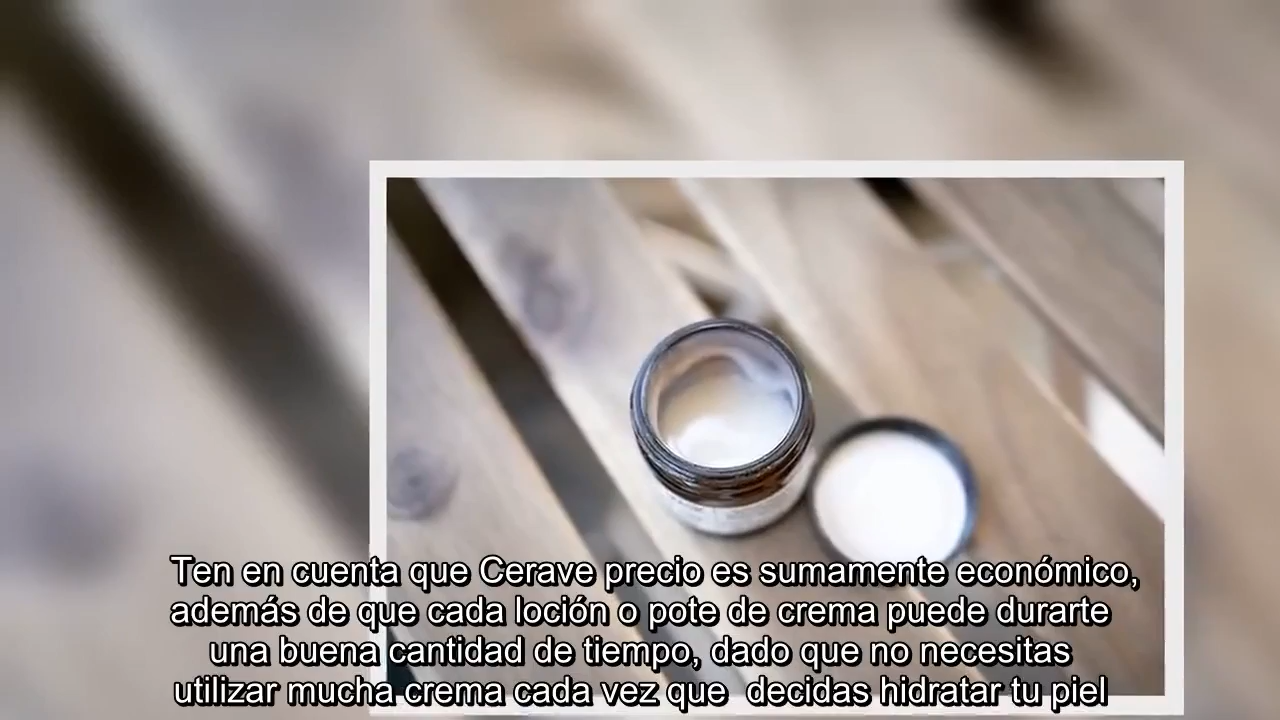 Ten en cuenta que Cerave precio es sumamente económico,
además de que cada loción o pote de crema puede durarte
una buena cantidad de tiempo, dado que no necesitas
utilizar mucha crema cada vez que  decidas hidratar tu piel